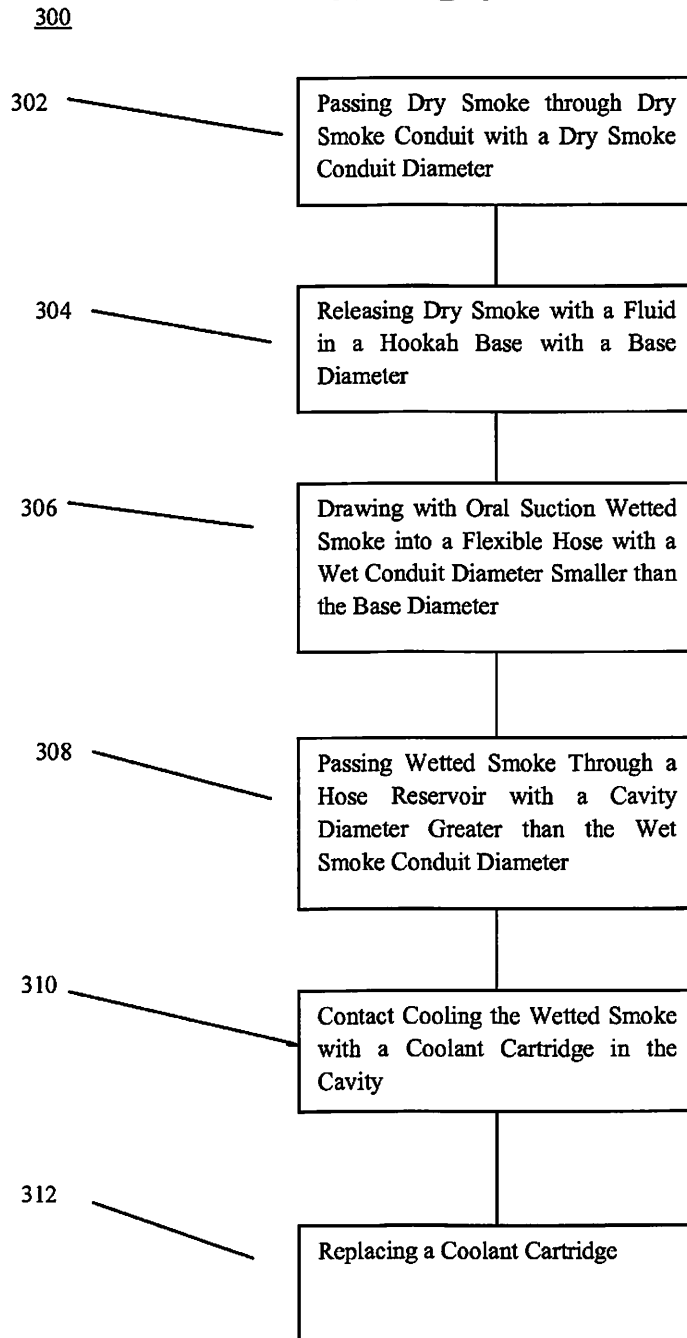 300
302
Passing Dry Smoke through Dry
Smoke Conduit with a Dry Smoke
Conduit Diameter
304
Releasing Dry Smoke with a Fluid
in a Hookah Base with a Base
Diameter
306
Drawing with Oral Suction Wetted
Smoke into a Flexible Hose with a
Wet Conduit Diameter Smaller than
the Base Diameter
308
Passing Wetted Smoke Through a
Hose Reservoir with a Cavity
Diameter Greater than the Wet
Smoke Conduit Diameter
310
Contact Cooling the Wetted Smoke
with a Coolant Cartridge in the
Cavity
312
Replacing a Coolant Cartridge